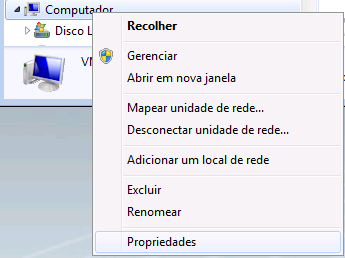 Computador
Disco L
VM
Recolher
Gerenciar
Abrir em nova janela
Mapear unidade de rede...
Desconectar unidade de rede...
Adicionar um local de rede
Excluir
Renomear
Propriedades